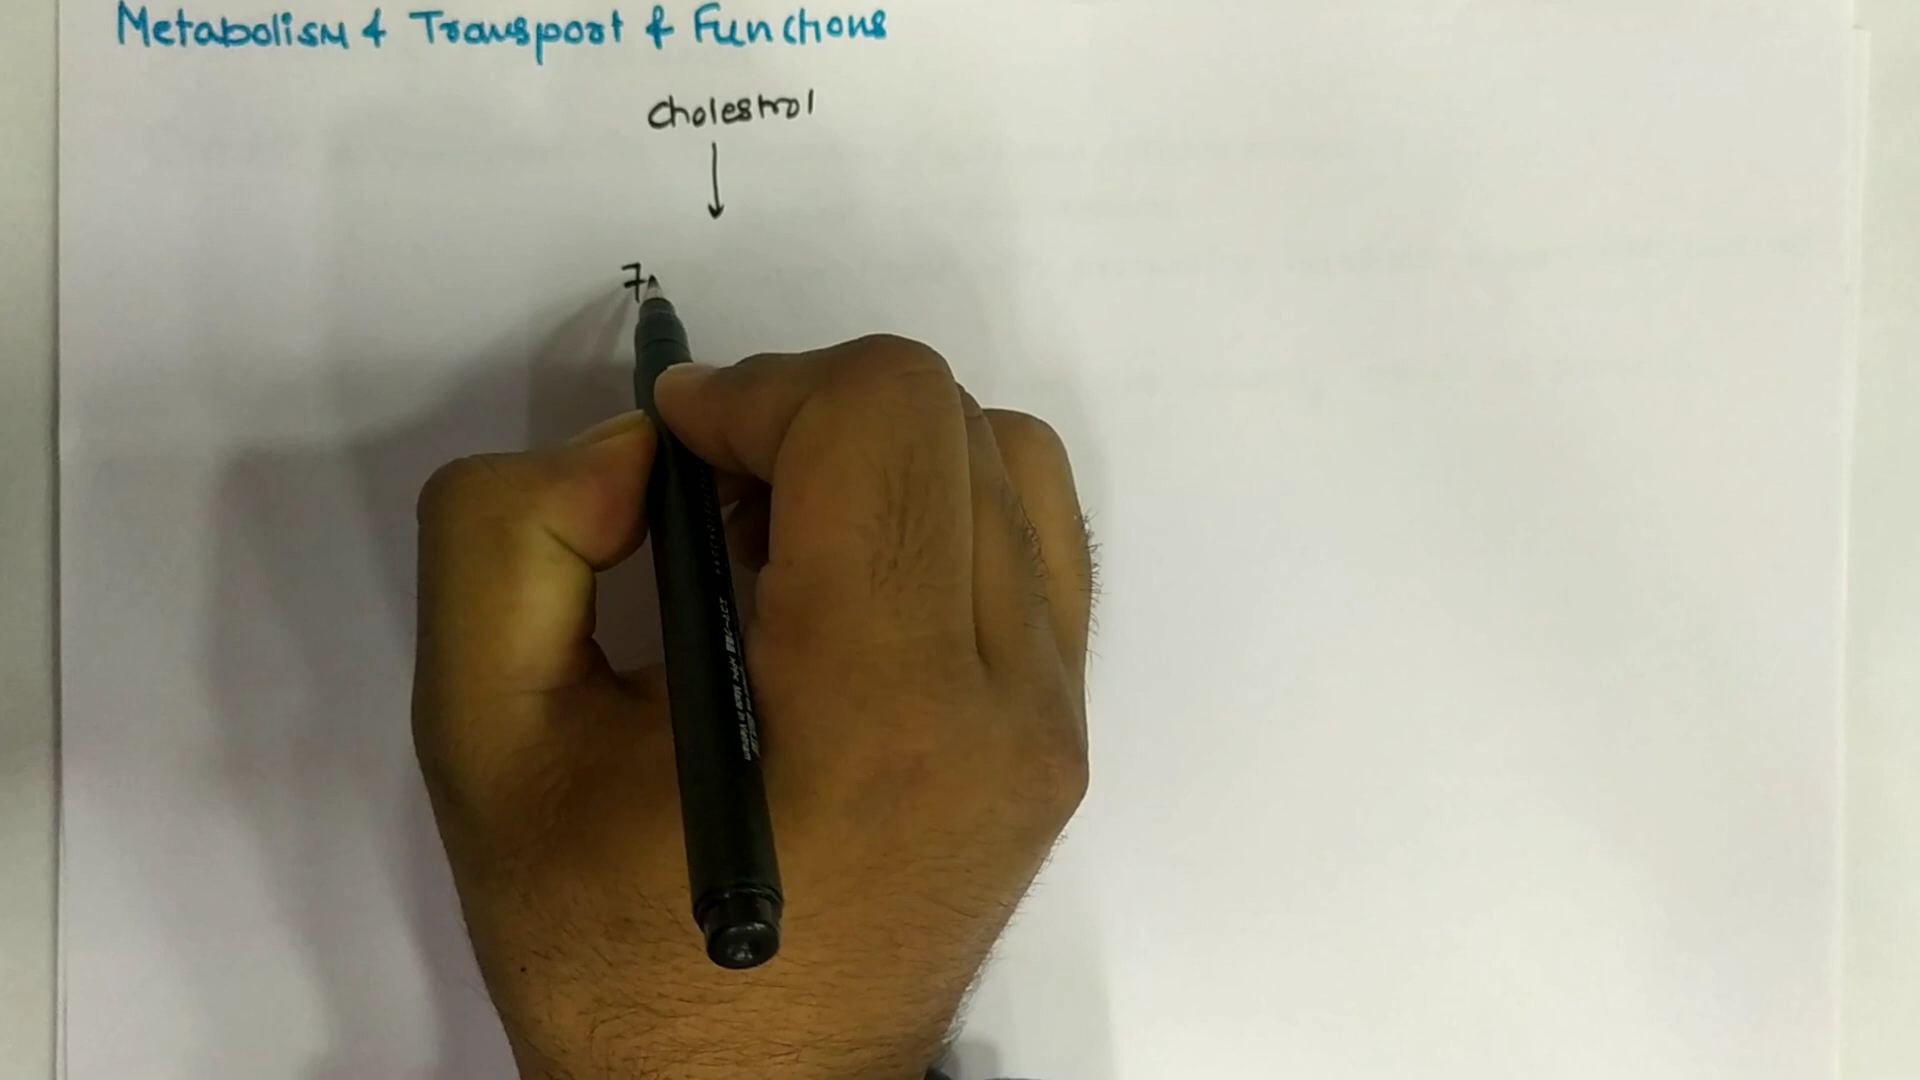 Metabolism & Transport & Functions
cholestrol
7